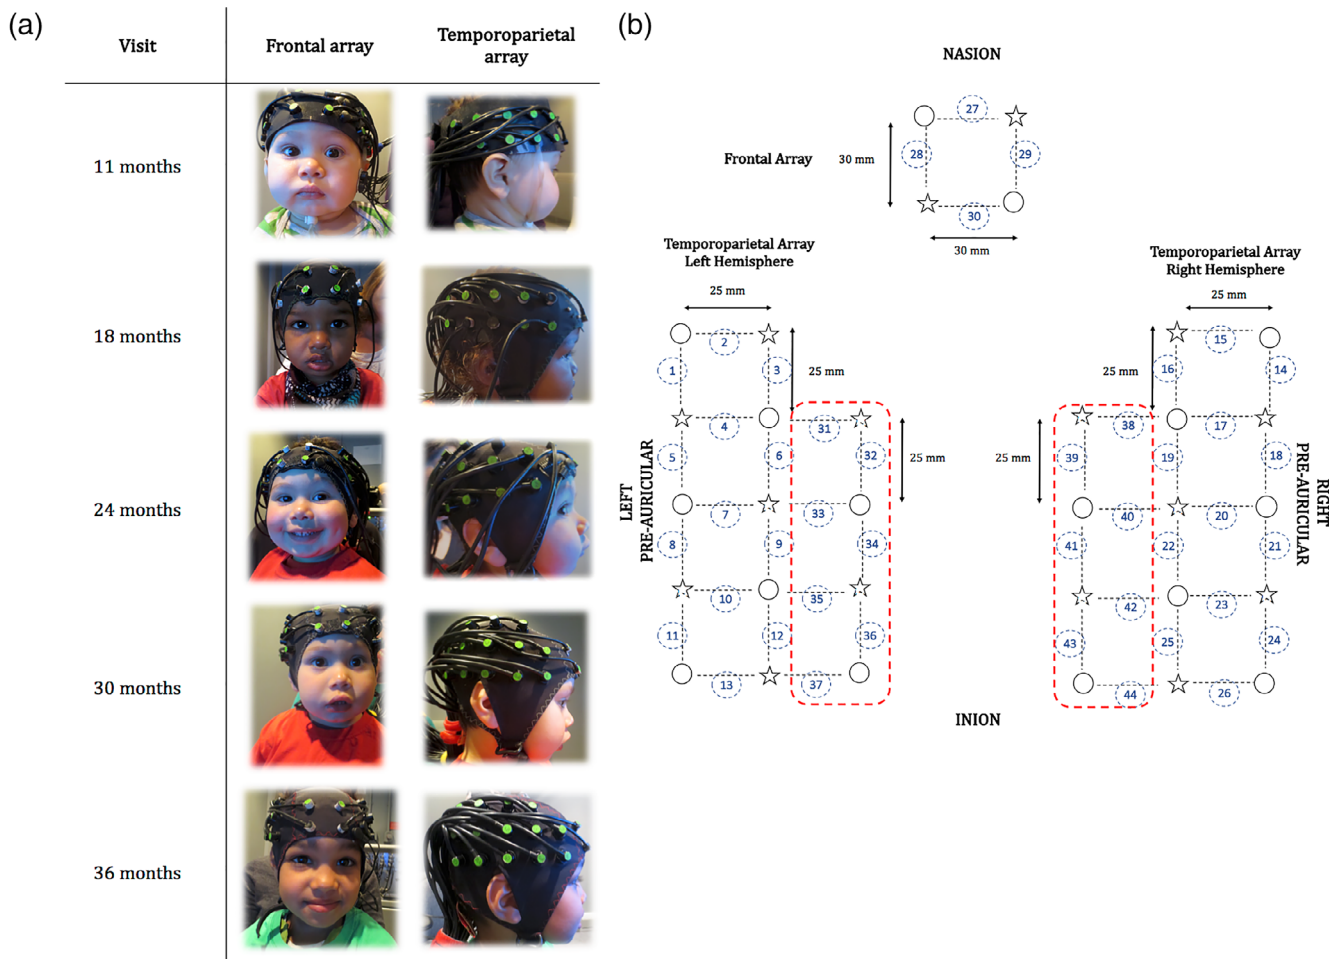 (a)
Visit
Frontal array
Temporoparietal
array
11 months
18 months
24 months
30 months
36 months
(b)
NASION
27
Frontal Array
30 mm
28
29
30
30 mm
Temporoparietal Array
Left Hemisphere
25 mm
2
1
3
25 mm
4
31
5
6
32
25 mm
7
33
8
9
34
10
35
11
12
36
13
37
LEFT
PRE-AURICULAR
Temporoparietal Array
Right Hemisphere
25 mm
15
16
14
25 mm
38
17
25 mm
39
19
18
40
20
41
22
21
42
23
43
25
24
44
26
RIGHT
PRE-AURICULAR
INION